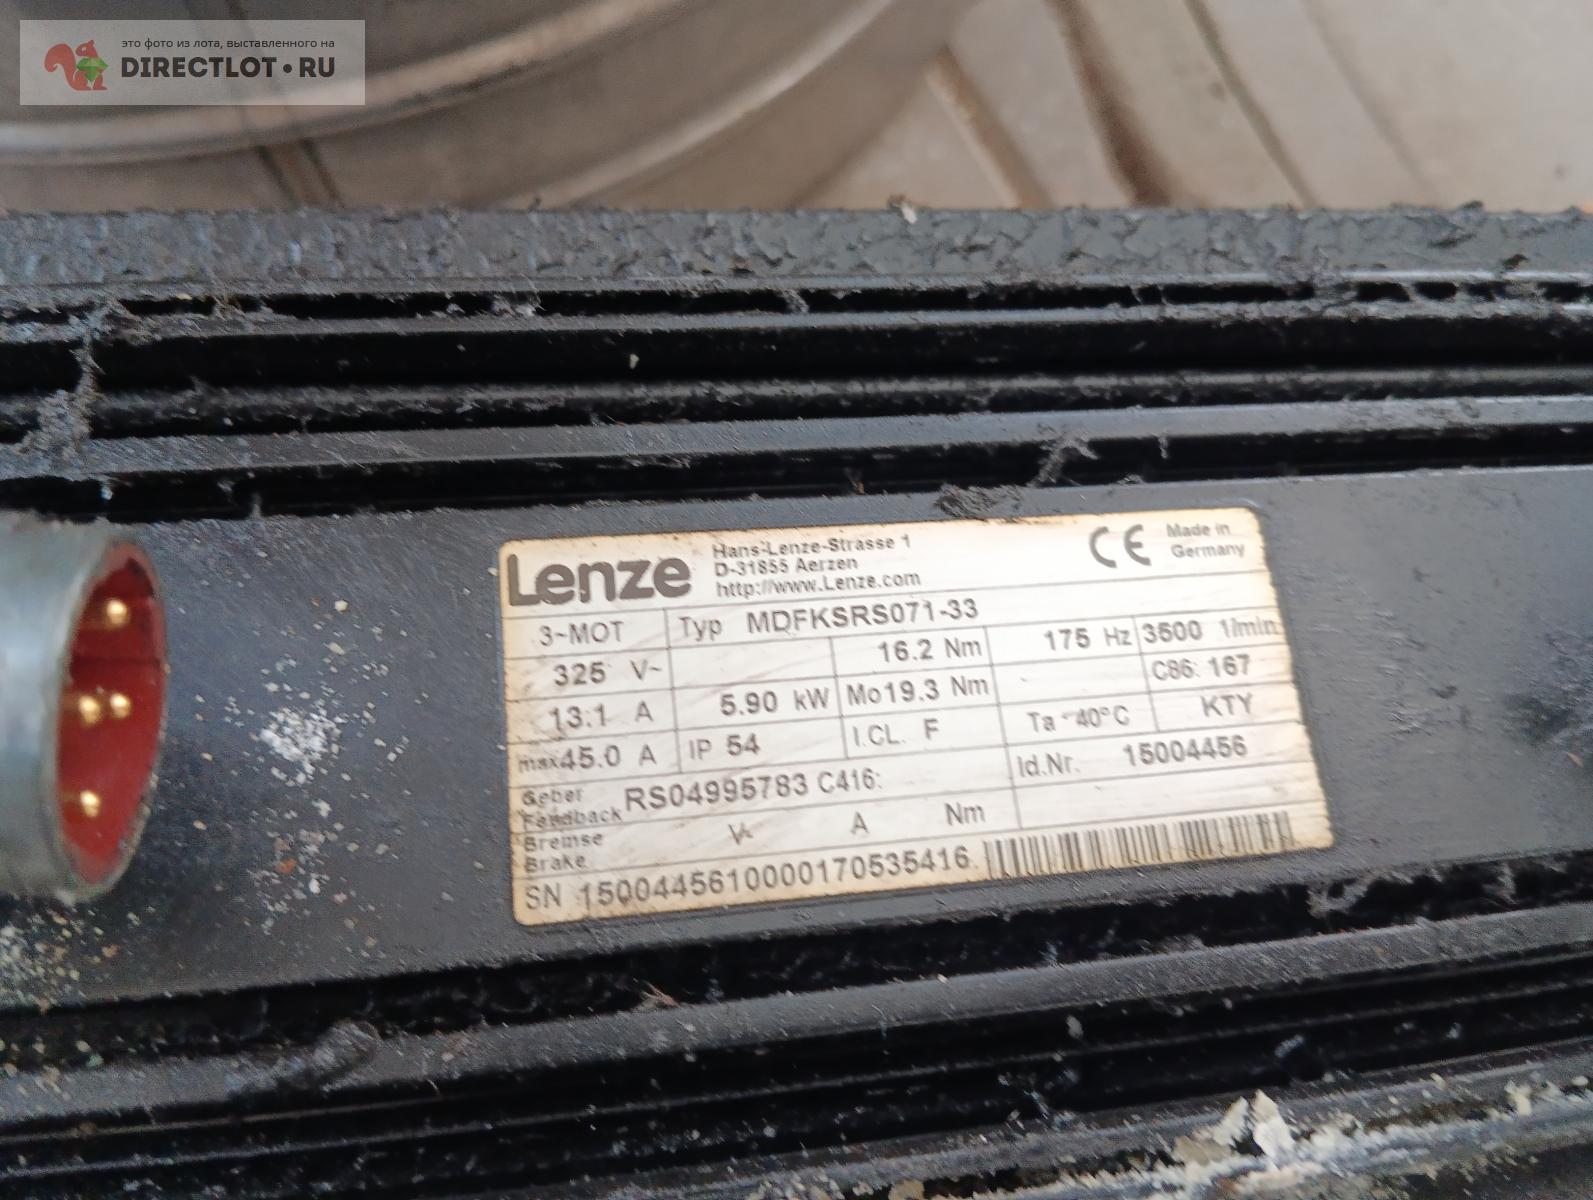 это фото из лота, выставленного на
DIRECTLOT•RU
Lenze
Hans-Lenze-Strasse 1
D-31855 Aerzen
http://www.Lenze.com
CE
Made in
Germany
3~MOT Typ MDFKSRS071-33
325 V~ 16.2 Nm 175 Hz 3500 1/min
13.1 A 5.90 kW Mo19.3 Nm C86: 167
max45.0 A IP 54 I.CL. F Ta -40°C KTY
Geber
Feedback RS04995783 C416: Id.Nr. 15004456
Bremse
Brake V~ A Nm
SN 15004456100001705354​16